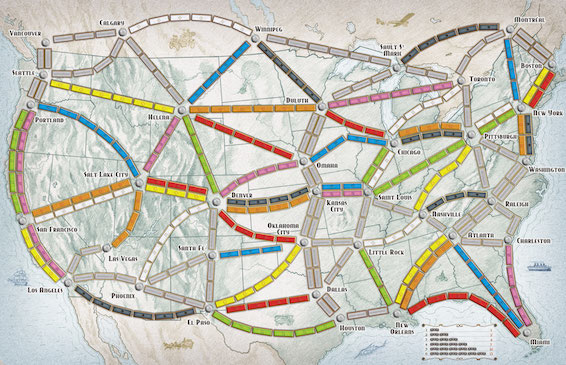 Calgary
Vancouver
Winnipeg
Montreal
Sault St. Marie
Seattle
Toronto
Boston
Portland
Helena
Duluth
New York
Pittsburgh
Chicago
Omaha
Washington
Salt Lake City
Denver
Kansas
City
Saint Louis
Raleigh
Nashville
San Francisco
Oklahoma
City
Atlanta
Charleston
Las Vegas
Santa Fe
Little Rock
Los Angeles
Phoenix
Dallas
El Paso
Houston
New
Orleans
Miami